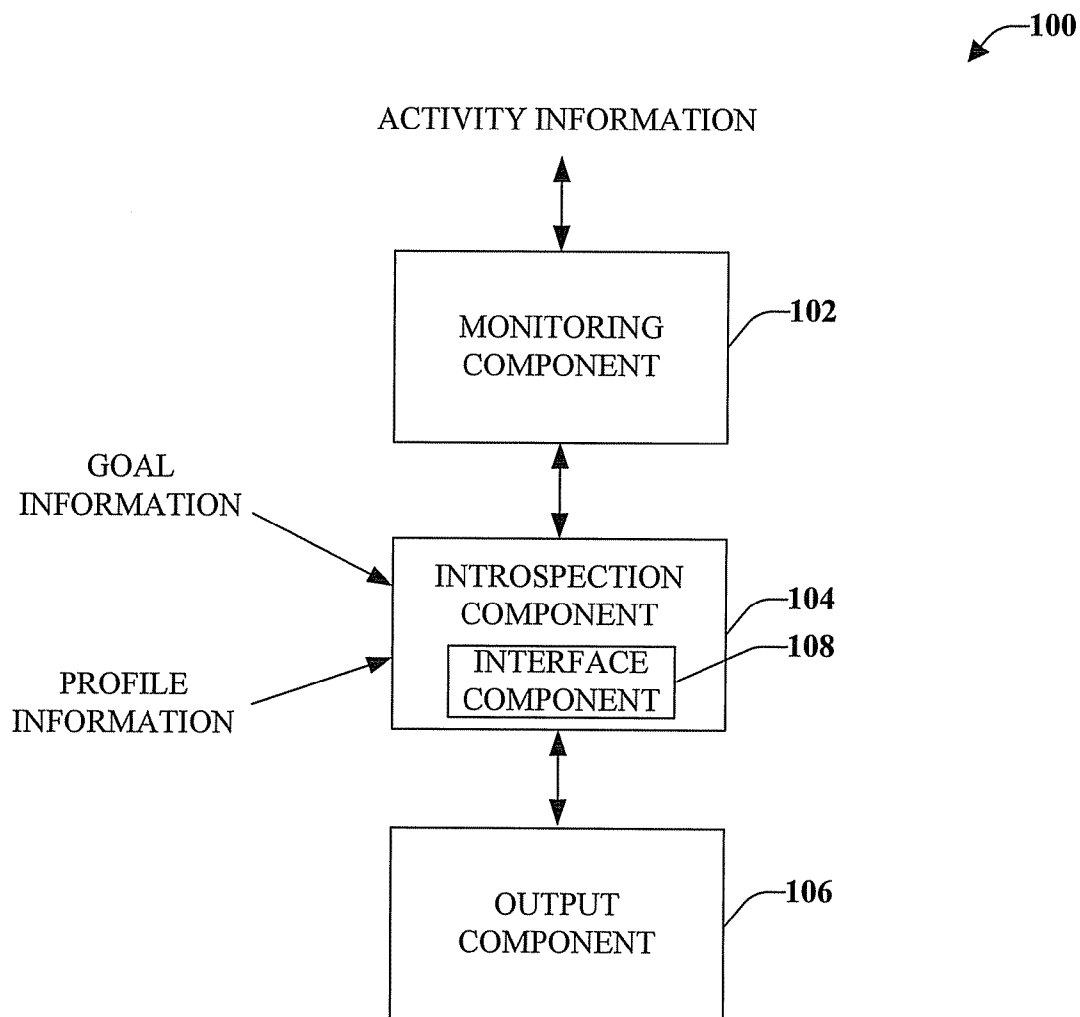 100
ACTIVITY INFORMATION
MONITORING
COMPONENT
102
GOAL
INFORMATION
INTROSPECTION
COMPONENT
104
INTERFACE
COMPONENT
108
PROFILE
INFORMATION
OUTPUT
COMPONENT
106